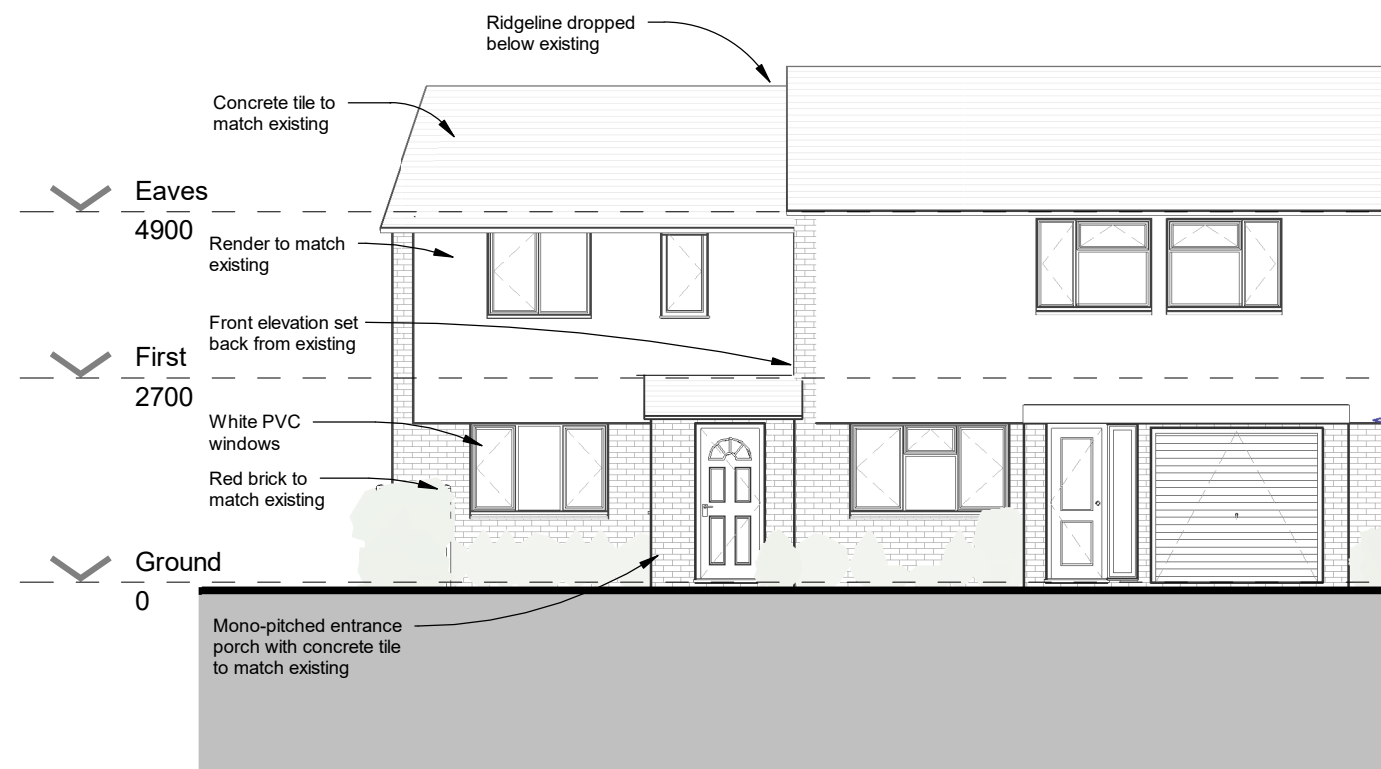 Ridgeline dropped
below existing
Concrete tile to
match existing
Eaves
4900
Render to match
existing
Front elevation set
back from existing
First
2700
White PVC
windows
Red brick to
match existing
Ground
0
Mono-pitched entrance
porch with concrete tile
to match existing